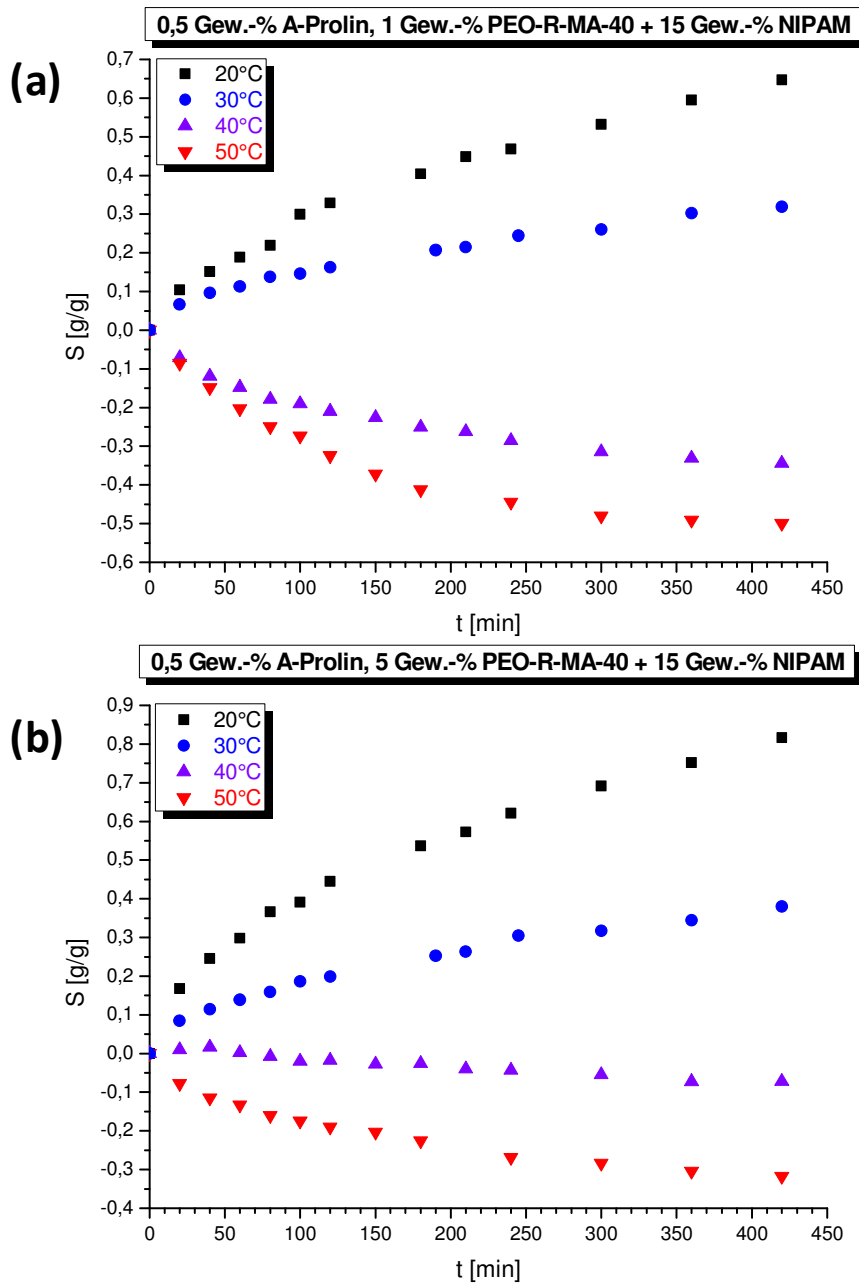 0,5 Gew.-% A-Prolin, 1 Gew.-% PEO-R-MA-40 + 15 Gew.-% NIPAM
(a)
20°C
30°C
40°C
50°C
0,7
0,6
0,5
0,4
0,3
0,2
0,1
0,0
-0,1
-0,2
-0,3
-0,4
-0,5
-0,6
S [g/g]
0 50 100 150 200 250 300 350 400 450
t [min]
0,5 Gew.-% A-Prolin, 5 Gew.-% PEO-R-MA-40 + 15 Gew.-% NIPAM
(b)
20°C
30°C
40°C
50°C
0,9
0,8
0,7
0,6
0,5
0,4
0,3
0,2
0,1
0,0
-0,1
-0,2
-0,3
-0,4
S [g/g]
0 50 100 150 200 250 300 350 400 450
t [min]